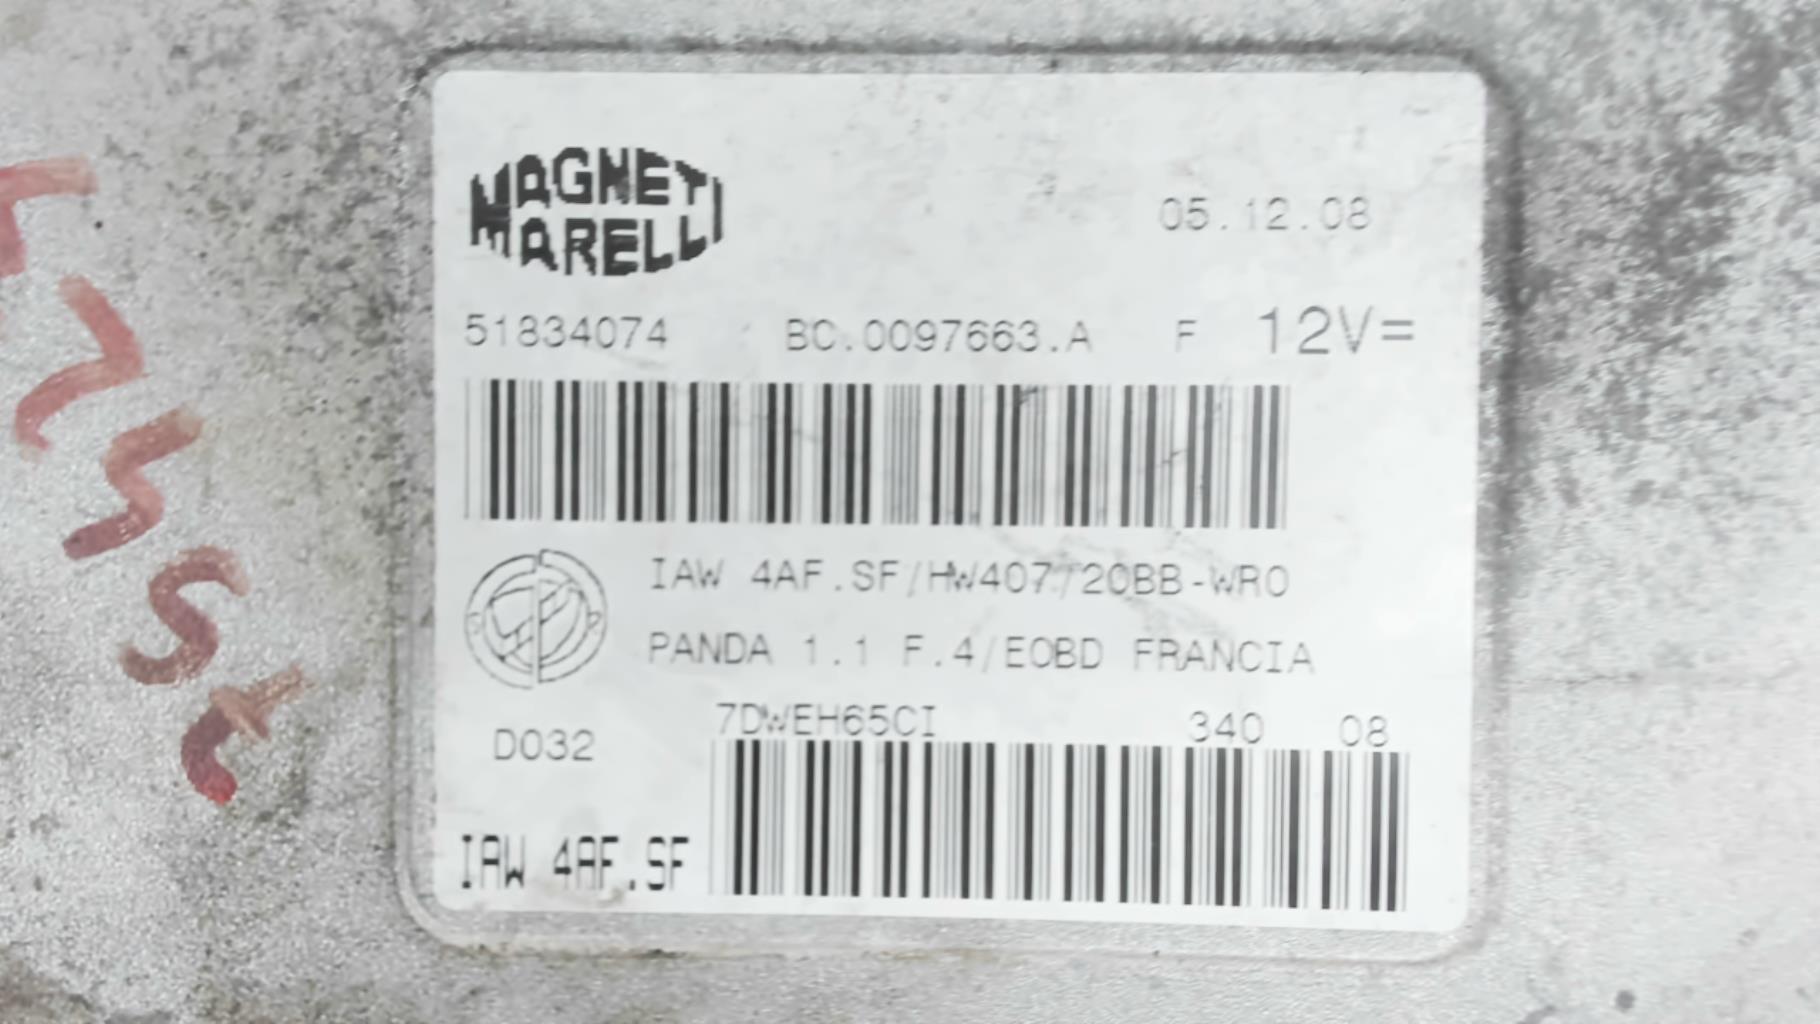 MAGNETI
MARELLI
05.12.08
51834074 BC.0097663.A F 12V=
IAW 4AF.SF/HW407/20BB-WR0
PANDA 1.1 F.4/EOBD FRANCIA
7DWEH65CI 340 08
D032
IAW 4AF.SF